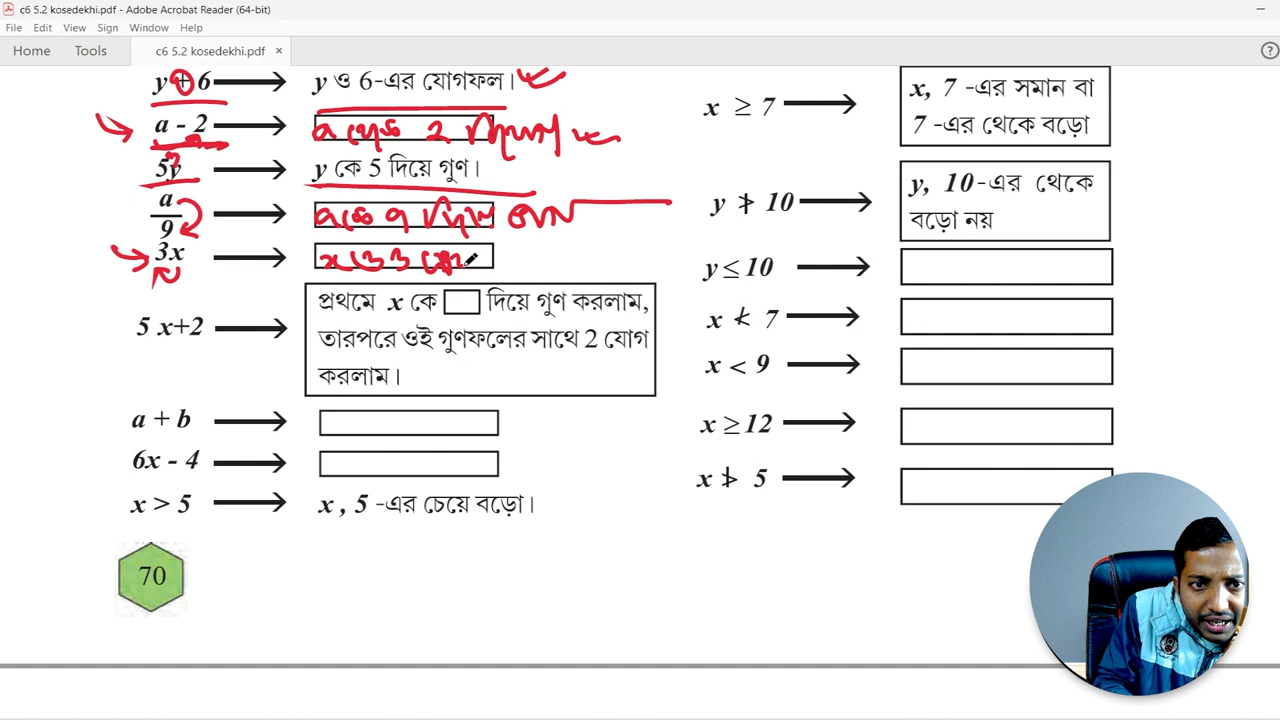 c6 5.2 kosedekhi.pdf - Adobe Acrobat Reader (64-bit)
File Edit View Sign Window Help
Home Tools c6 5.2 kosedekhi.pdf ×
y + 6 → y ও 6-এর যোগফল।
a - 2 → a থেকে 2 বিয়োগ
5y → y কে 5 দিয়ে গুণ।
a/9 → a কে 9 দিয়ে ভাগ
3x → x কে 3
5 x+2 → প্রথমে x কে দিয়ে গুণ করলাম,
তারপরে ওই গুণফলের সাথে 2 যোগ
করলাম।
a + b →
6x - 4 →
x > 5 → x , 5 -এর চেয়ে বড়ো।
70
x ≥ 7 → x, 7 -এর সমান বা
7 -এর থেকে বড়ো
y ≯ 10 → y, 10-এর থেকে
বড়ো নয়
y ≤ 10 →
x ≮ 7 →
x < 9 →
x ≥ 12 →
x ≯ 5 →